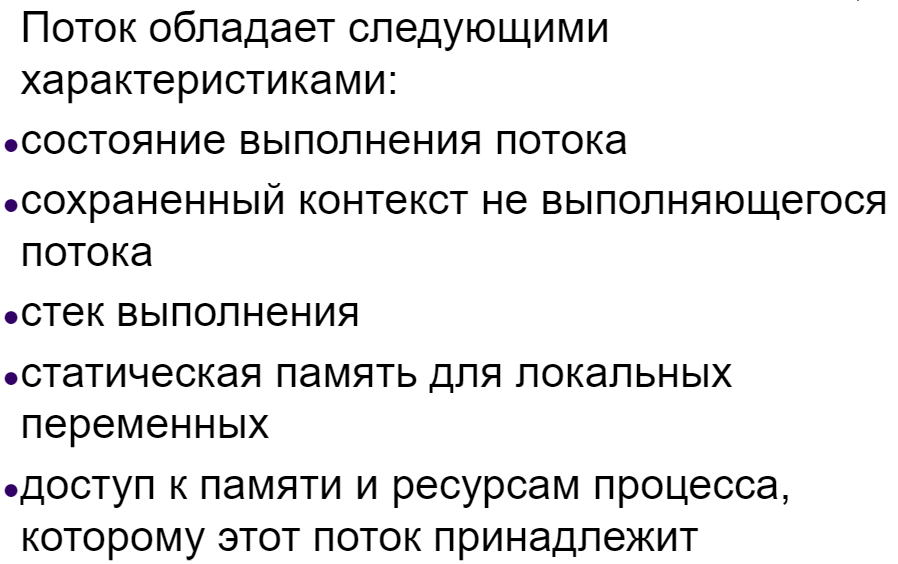 Поток обладает следующими
характеристиками:
•состояние выполнения потока
•сохраненный контекст не выполняющегося
потока
•стек выполнения
•статическая память для локальных
переменных
•доступ к памяти и ресурсам процесса,
которому этот поток принадлежит